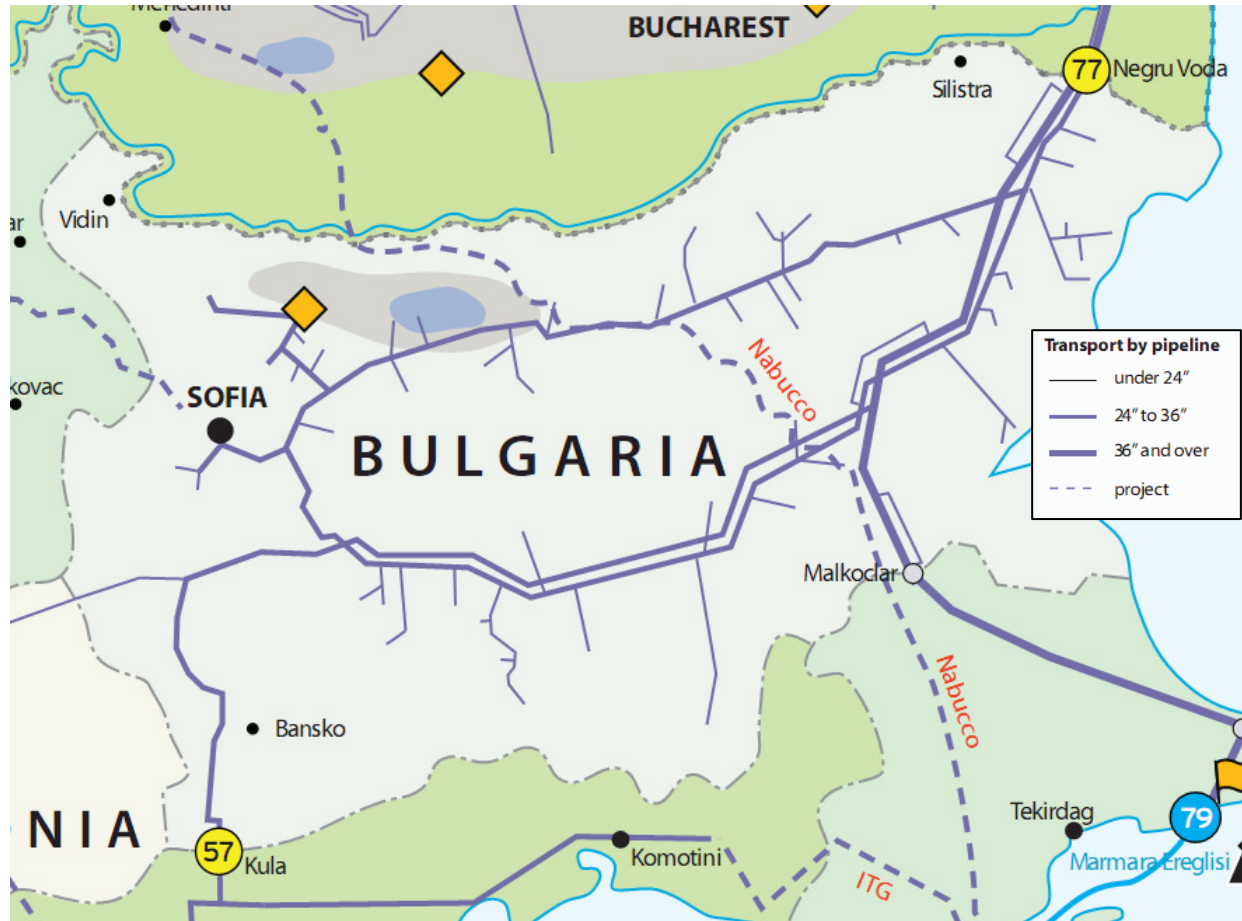 BUCHAREST
Silistra
77
Negru Voda
Vidin
Transport by pipeline
under 24"
24" to 36"
36" and over
project
kovac
SOFIA
Nabucco
BULGARIA
Malkoclar
Nabucco
Bansko
NIA
57
Kula
Komotini
ITG
Tekirdag
79
Marmara Ereglisi